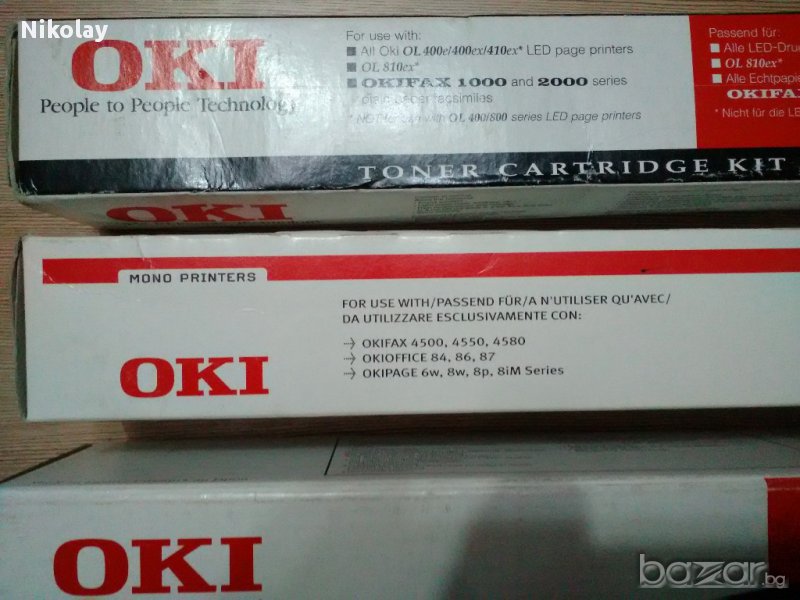 Nikolay
OKI
People to People Technology
For use with:
All Oki OL 400e/400ex/410ex* LED page printers
OL 810ex*
OKIFAX 1000 and 2000 series
plain paper facsimiles
* NOT for use with OL 400/800 series LED page printers
Passend für:
Alle LED-Dru
OL 810ex*
Alle Echtpapie
OKIFA
* Nicht für die LE
TONER CARTRIDGE KIT
OKI
MONO PRINTERS
OKI
FOR USE WITH/PASSEND FÜR/A N'UTILISER QU'AVEC/
DA UTILIZZARE ESCLUSIVAMENTE CON:
→ OKIFAX 4500, 4550, 4580
→ OKIOFFICE 84, 86, 87
→ OKIPAGE 6w, 8w, 8p, 8iM Series
OKI
bazar.bg